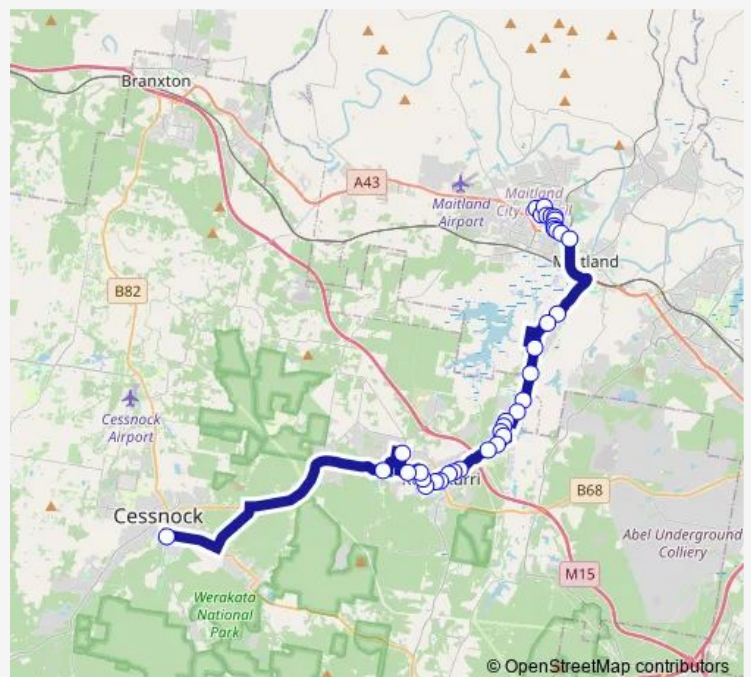 Branxton
A43
Maitland
Airport
Maitland
B82
Cessnock
Airport
Cessnock
B68
Abel Underground
Colliery
Werakata
National
Park
M15
© OpenStreetMap contributors